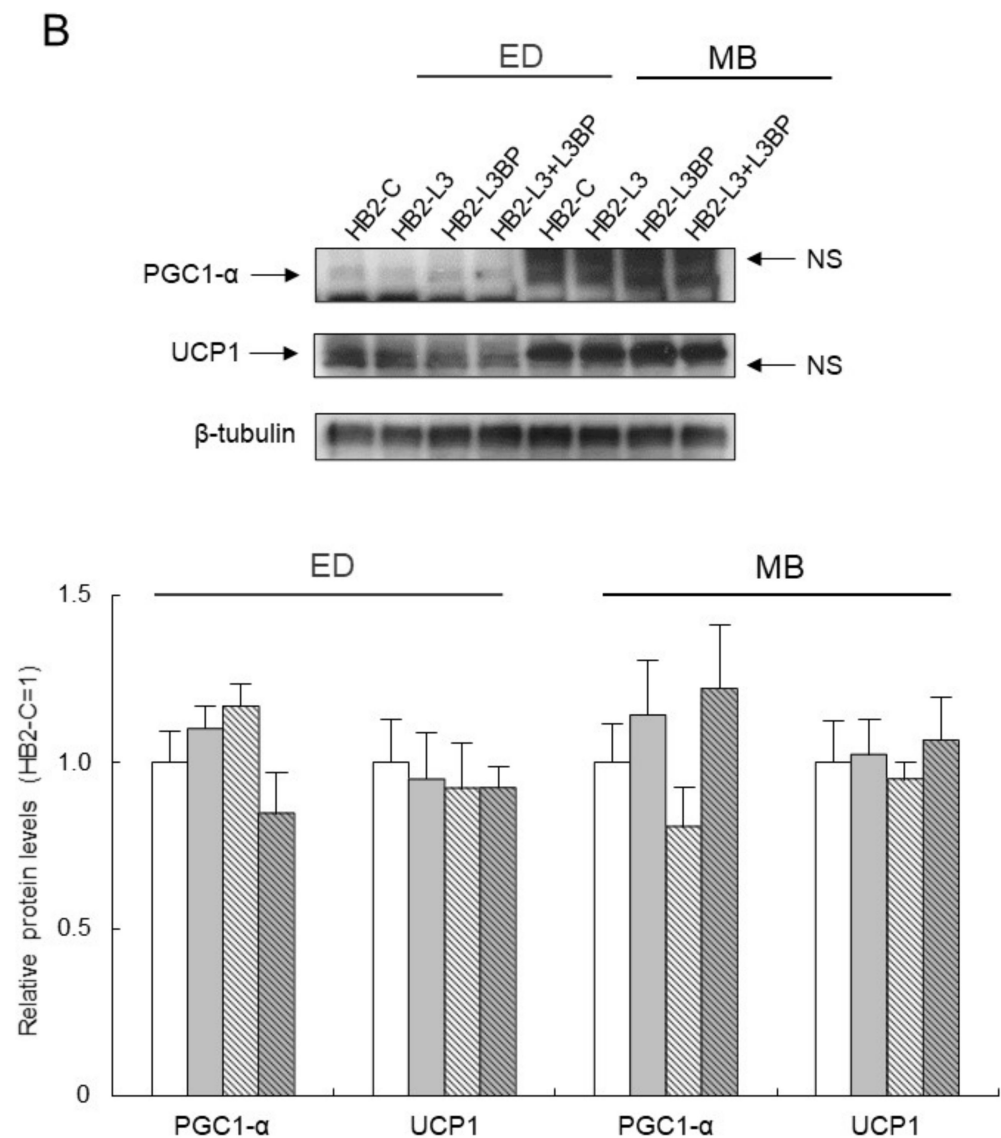 B
ED MB
HB2-C HB2-L3 HB2-L3BP HB2-L3+L3BP HB2-C HB2-L3 HB2-L3BP HB2-L3+L3BP
PGC1-α NS
UCP1 NS
β-tubulin
ED MB
Relative protein levels (HB2-C=1)
1.5
1.0
0.5
0
PGC1-α UCP1 PGC1-α UCP1